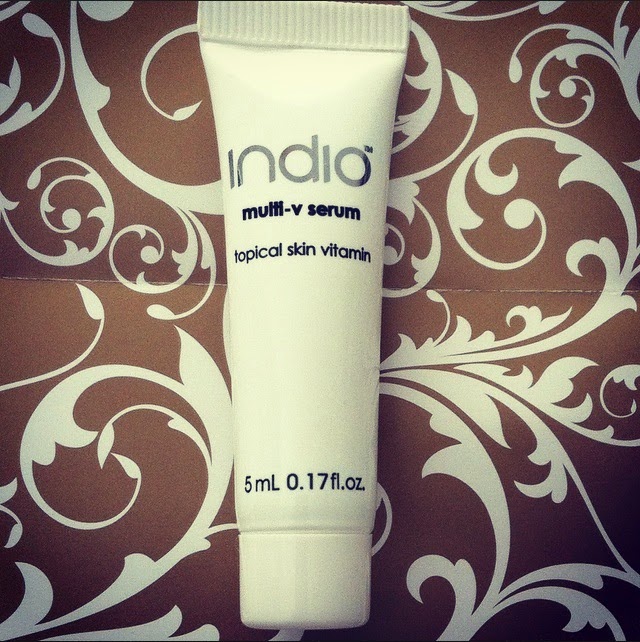 indio™
multi-v serum
topical skin vitamin
5 mL 0.17fl.oz.